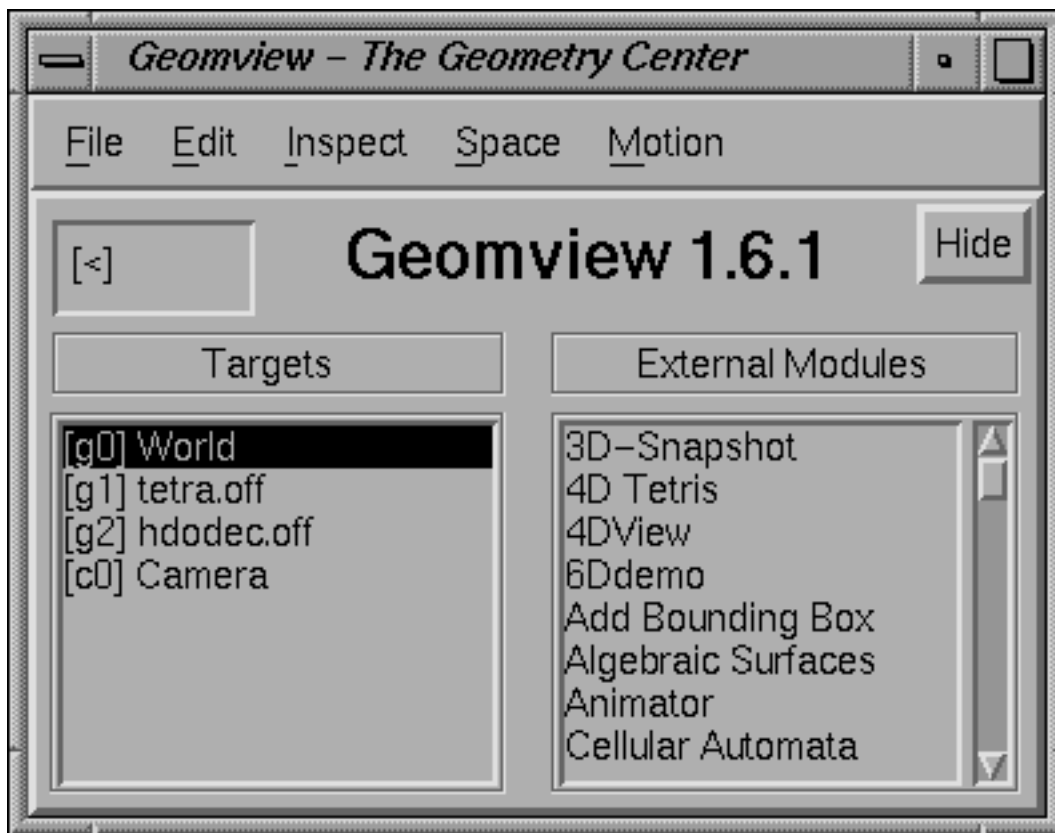 Geomview – The Geometry Center
File Edit Inspect Space Motion
[<] Geomview 1.6.1 Hide
Targets
[g0] World
[g1] tetra.off
[g2] hdodec.off
[c0] Camera
External Modules
3D–Snapshot
4D Tetris
4DView
6Ddemo
Add Bounding Box
Algebraic Surfaces
Animator
Cellular Automata